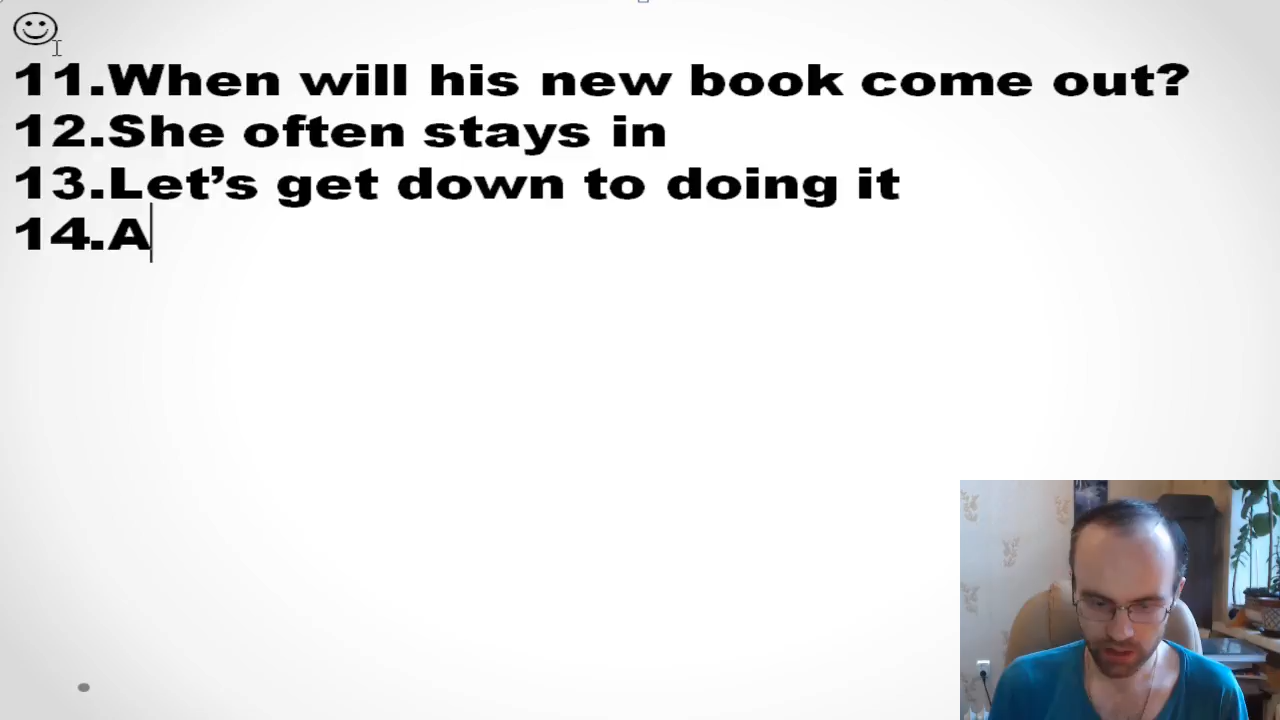 11.When will his new book come out?
12.She often stays in
13.Let’s get down to doing it
14.A